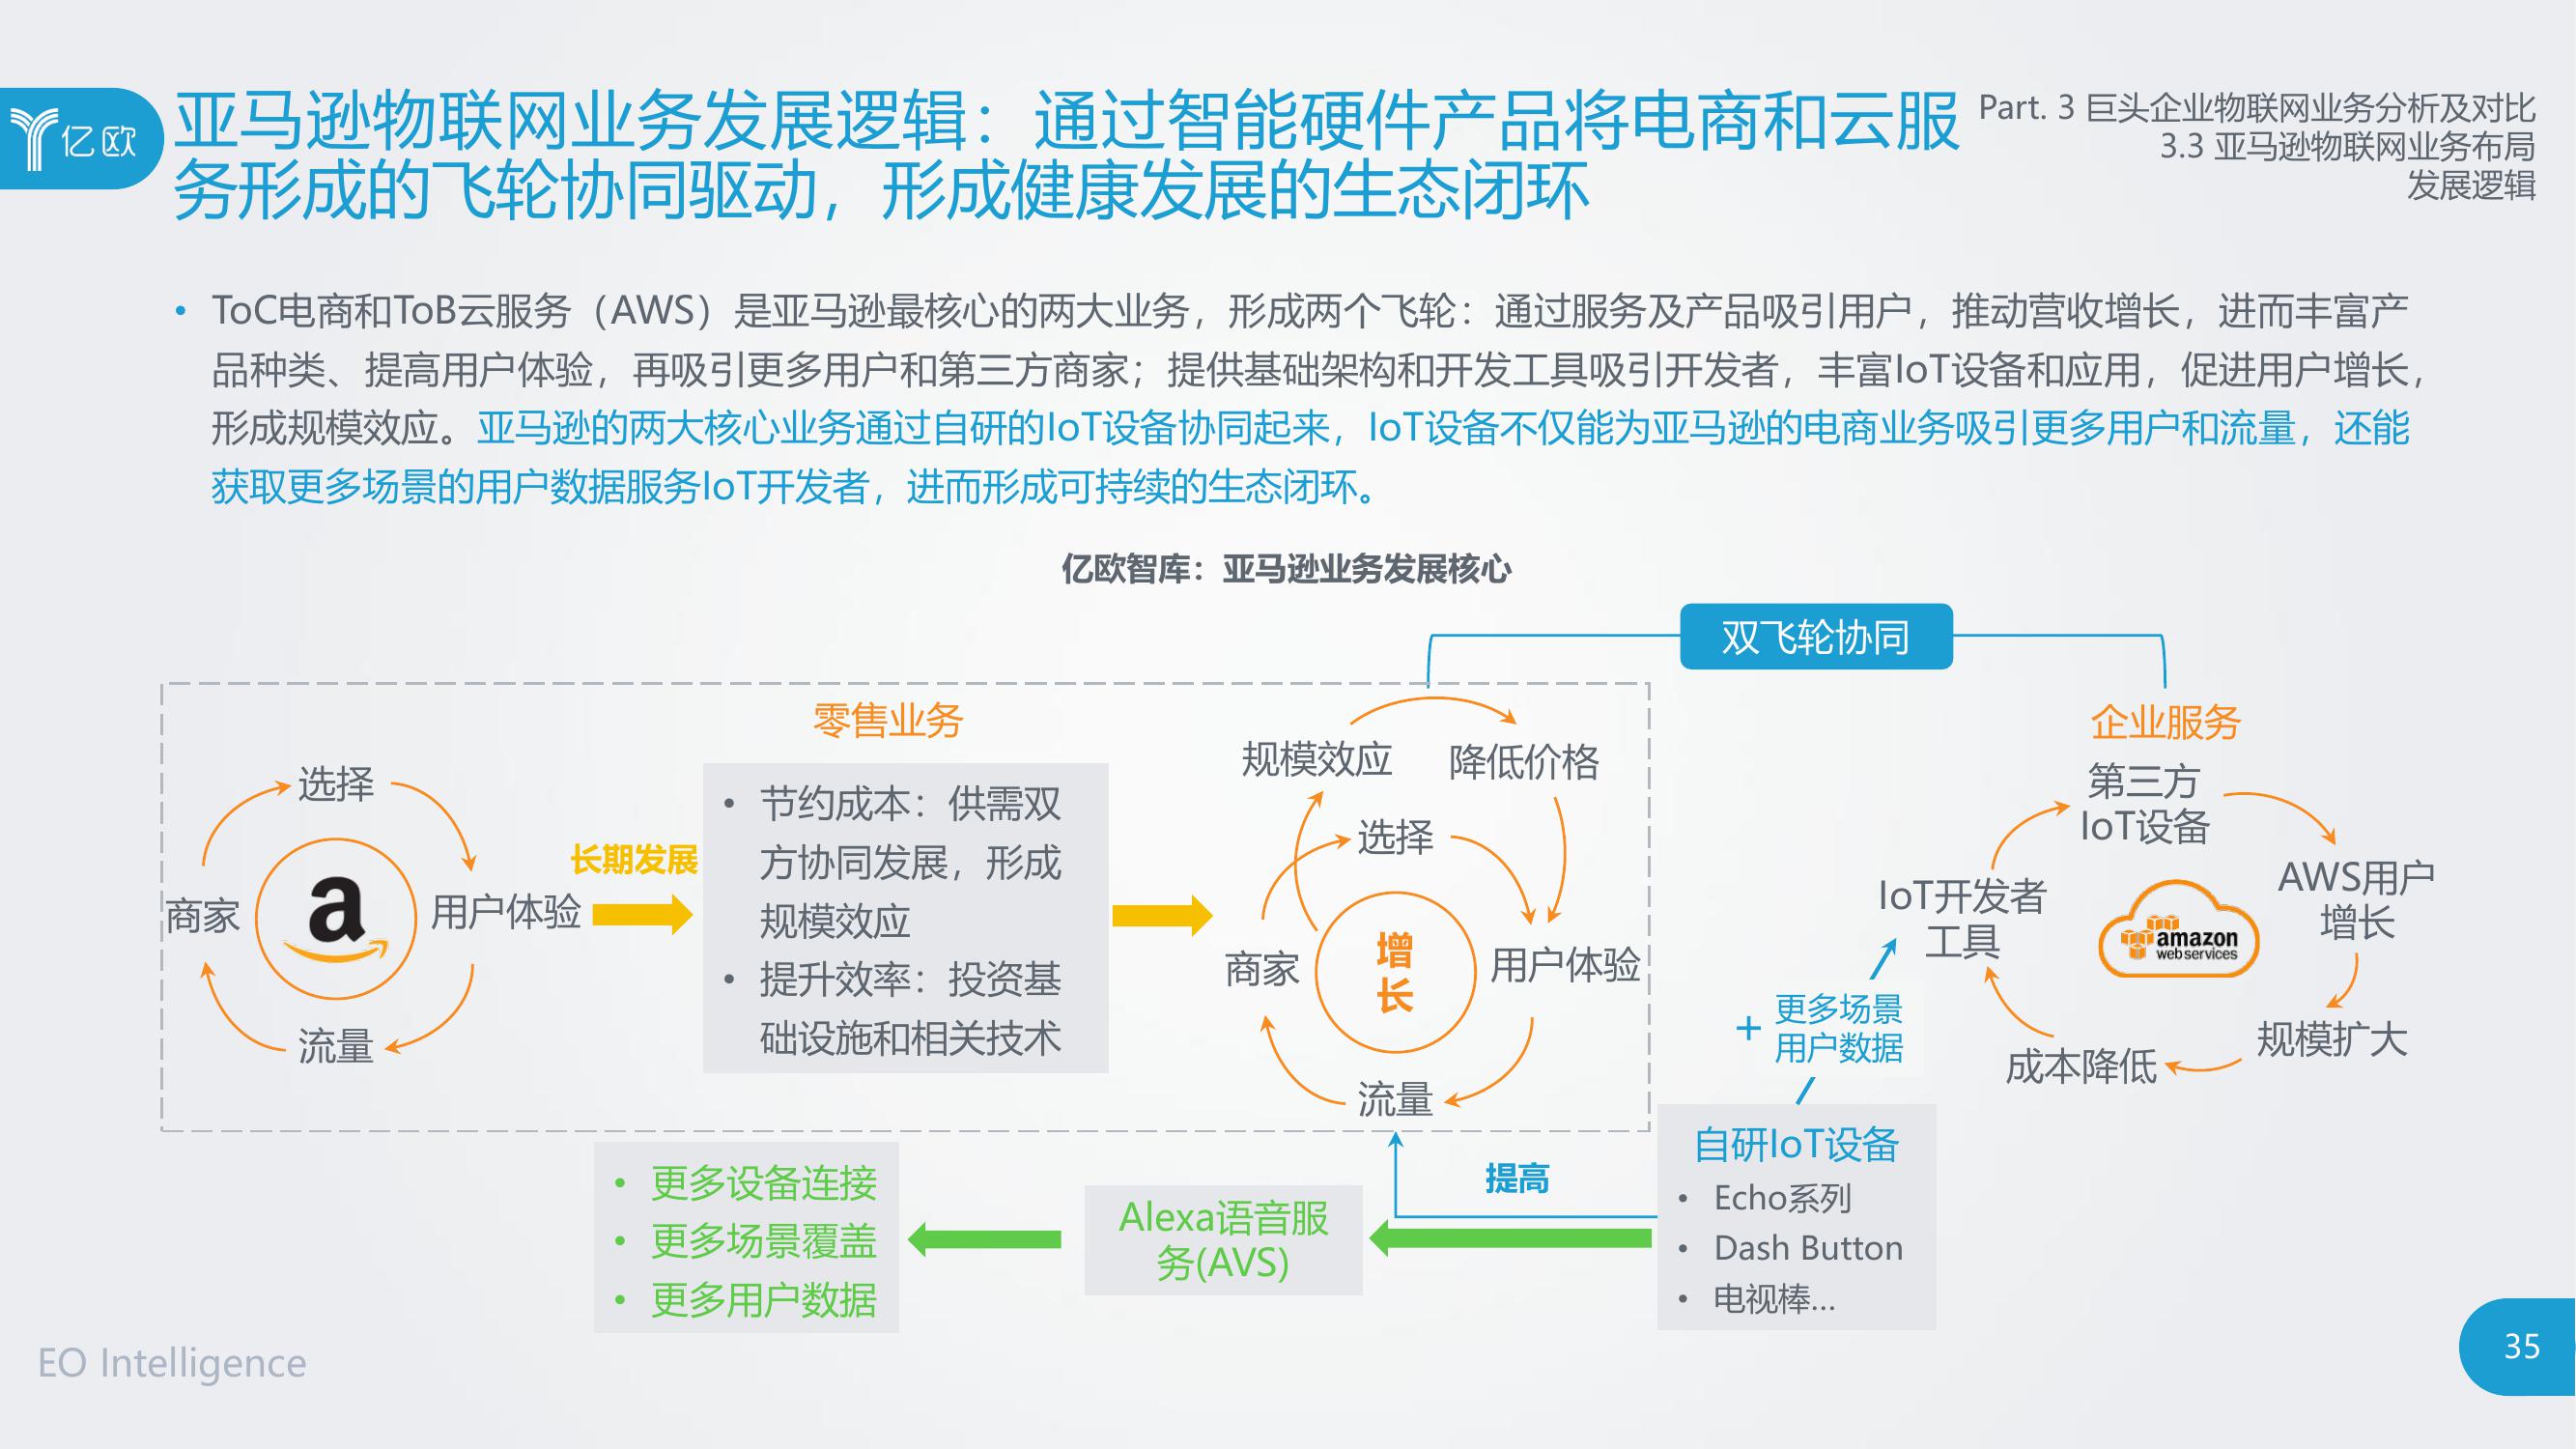 亿欧
亚马逊物联网业务发展逻辑：通过智能硬件产品将电商和云服
务形成的飞轮协同驱动，形成健康发展的生态闭环
Part. 3 巨头企业物联网业务分析及对比
3.3 亚马逊物联网业务布局
发展逻辑
• ToC电商和ToB云服务（AWS）是亚马逊最核心的两大业务，形成两个飞轮：通过服务及产品吸引用户，推动营收增长，进而丰富产
品种类、提高用户体验，再吸引更多用户和第三方商家；提供基础架构和开发工具吸引开发者，丰富IoT设备和应用，促进用户增长，
形成规模效应。亚马逊的两大核心业务通过自研的IoT设备协同起来，IoT设备不仅能为亚马逊的电商业务吸引更多用户和流量，还能
获取更多场景的用户数据服务IoT开发者，进而形成可持续的生态闭环。
亿欧智库：亚马逊业务发展核心
双飞轮协同
零售业务
选择
商家
a
用户体验
流量
长期发展
• 节约成本：供需双
方协同发展，形成
规模效应
• 提升效率：投资基
础设施和相关技术
规模效应
降低价格
选择
商家
增
长
用户体验
流量
企业服务
第三方
IoT设备
IoT开发者
工具
amazon
web services
AWS用户
增长
规模扩大
成本降低
+
更多场景
用户数据
自研IoT设备
• Echo系列
• Dash Button
• 电视棒...
提高
Alexa语音服
务(AVS)
• 更多设备连接
• 更多场景覆盖
• 更多用户数据
EO Intelligence
35